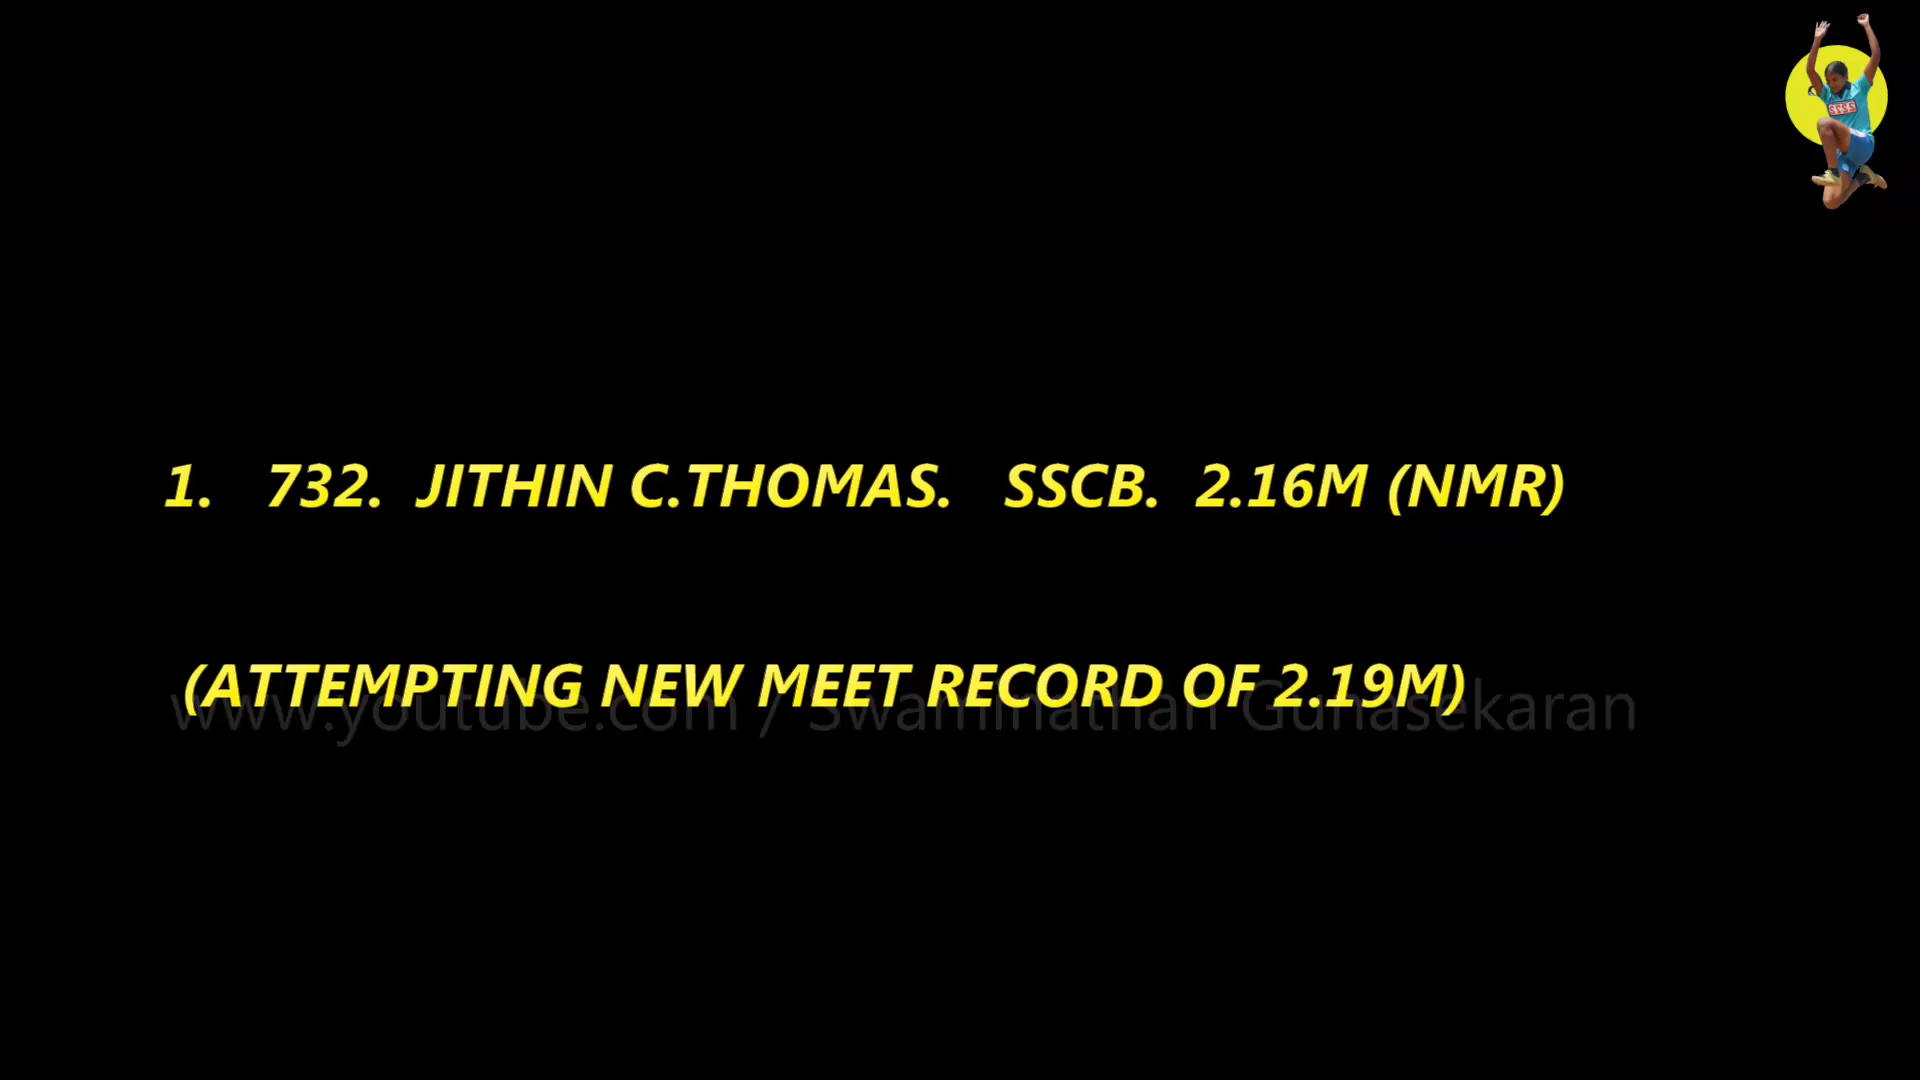 SESS
1. 732. JITHIN C.THOMAS. SSCB. 2.16M (NMR)
(ATTEMPTING NEW MEET RECORD OF 2.19M)
www.youtube.com / Swaminathan Gunasekaran